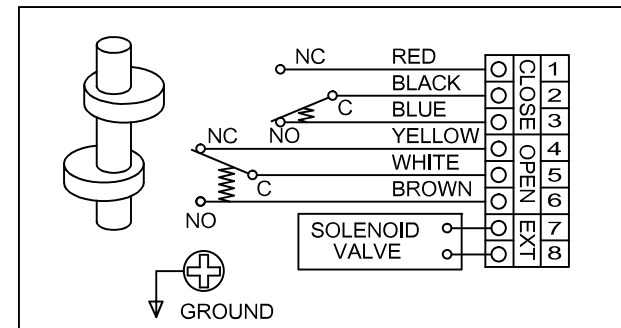 NC RED CLOSE 1
BLACK 2
C BLUE 3
NO
NC YELLOW OPEN 4
WHITE 5
C BROWN 6
NO
SOLENOID EXT 7
VALVE 8
GROUND